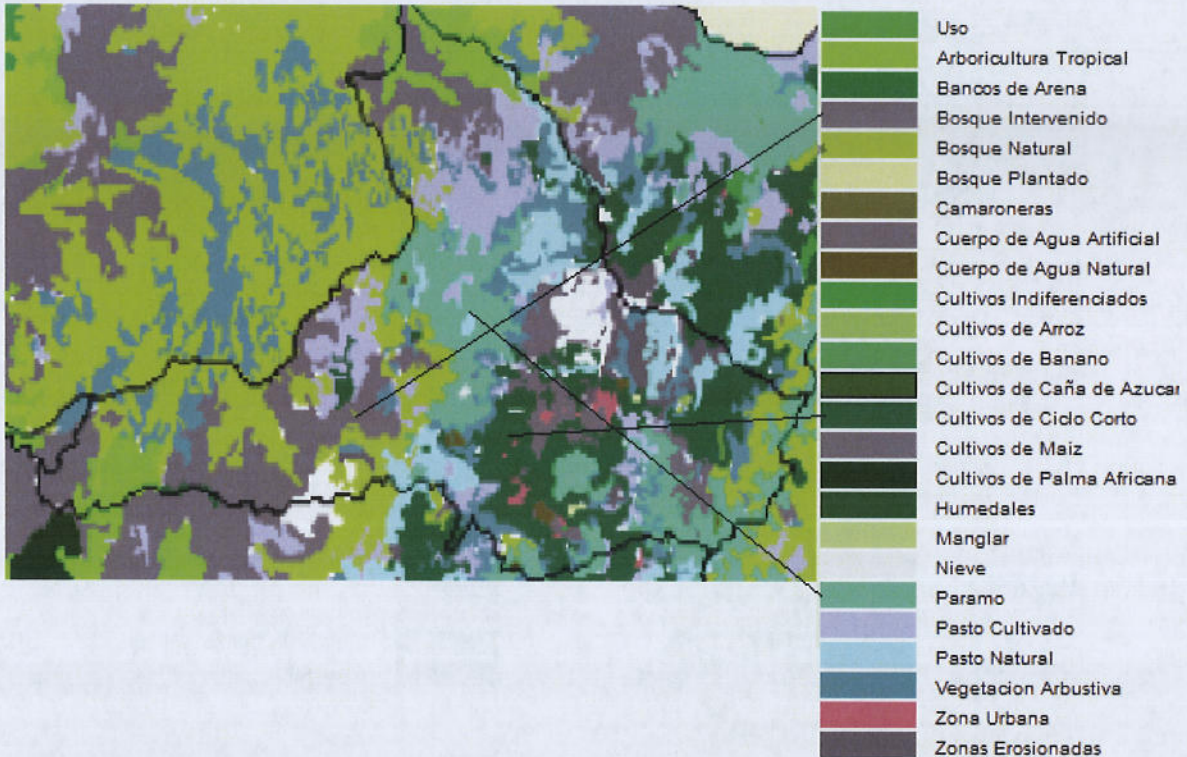 Uso
Arboricultura Tropical
Bancos de Arena
Bosque Intervenido
Bosque Natural
Bosque Plantado
Camaroneras
Cuerpo de Agua Artificial
Cuerpo de Agua Natural
Cultivos Indiferenciados
Cultivos de Arroz
Cultivos de Banano
Cultivos de Caña de Azucar
Cultivos de Ciclo Corto
Cultivos de Maiz
Cultivos de Palma Africana
Humedales
Manglar
Nieve
Paramo
Pasto Cultivado
Pasto Natural
Vegetacion Arbustiva
Zona Urbana
Zonas Erosionadas